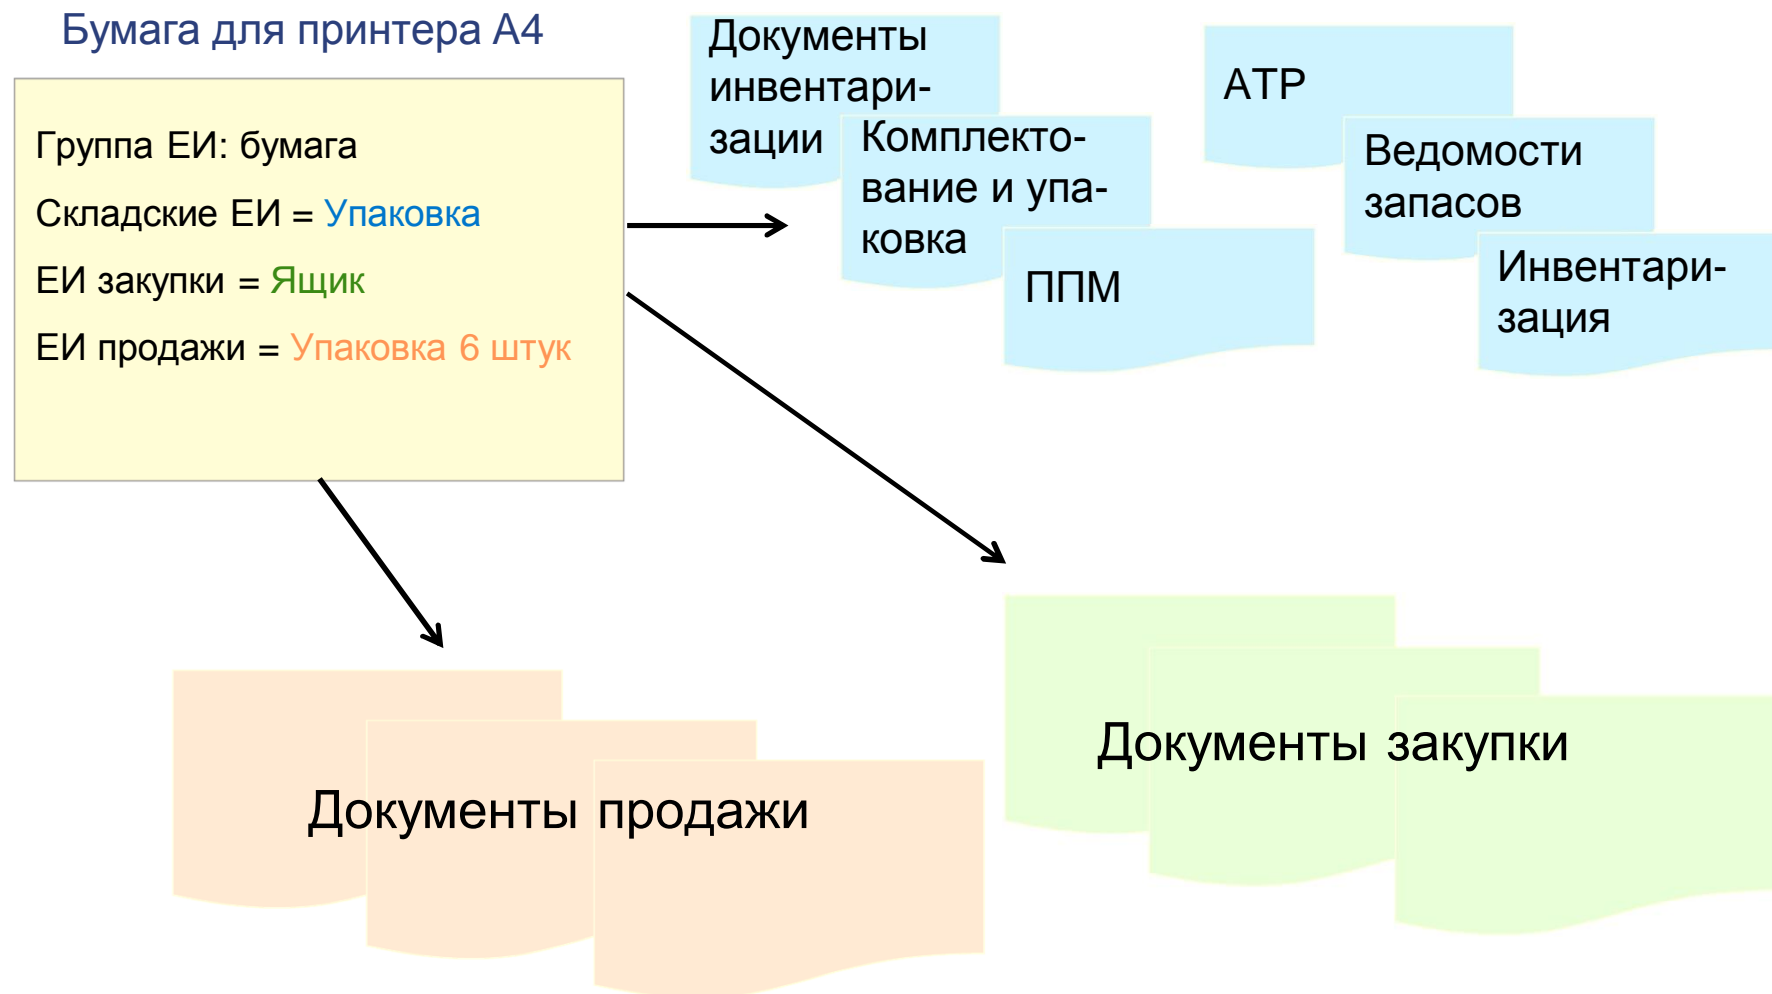 Бумага для принтера А4
Группа ЕИ: бумага
Складские ЕИ = Упаковка
ЕИ закупки = Ящик
ЕИ продажи = Упаковка 6 штук
Документы
инвентари-
зации
Комплекто-
вание и упа-
ковка
ППМ
ATP
Ведомости
запасов
Инвентари-
зация
Документы закупки
Документы продажи